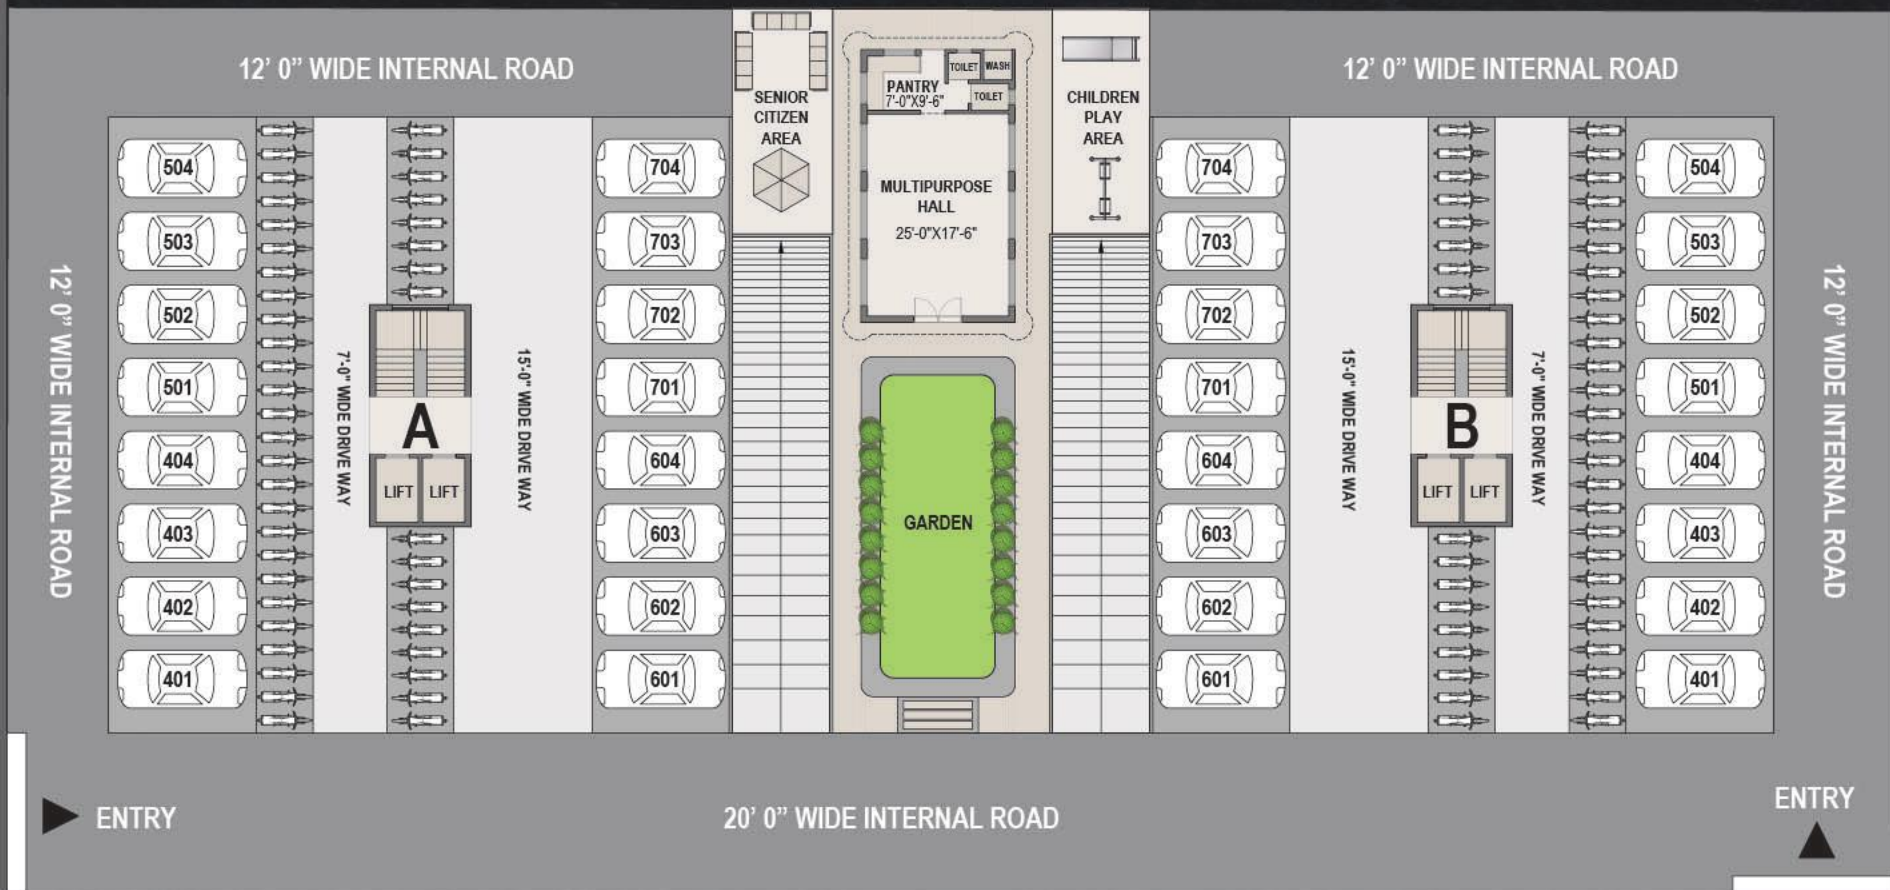 12' 0” WIDE INTERNAL ROAD
12' 0” WIDE INTERNAL ROAD
12' 0” WIDE INTERNAL ROAD
12' 0” WIDE INTERNAL ROAD
SENIOR
CITIZEN
AREA
PANTRY
7'-0"X9'-6"
TOILET
WASH
TOILET
CHILDREN
PLAY
AREA
MULTIPURPOSE
HALL
25'-0"X17'-6"
GARDEN
504
503
502
501
404
403
402
401
7'-0" WIDE DRIVE WAY
A
LIFT
LIFT
15'-0" WIDE DRIVE WAY
704
703
702
701
604
603
602
601
704
703
702
701
604
603
602
601
15'-0" WIDE DRIVE WAY
B
LIFT
LIFT
7'-0" WIDE DRIVE WAY
504
503
502
501
404
403
402
401
ENTRY
20' 0” WIDE INTERNAL ROAD
ENTRY